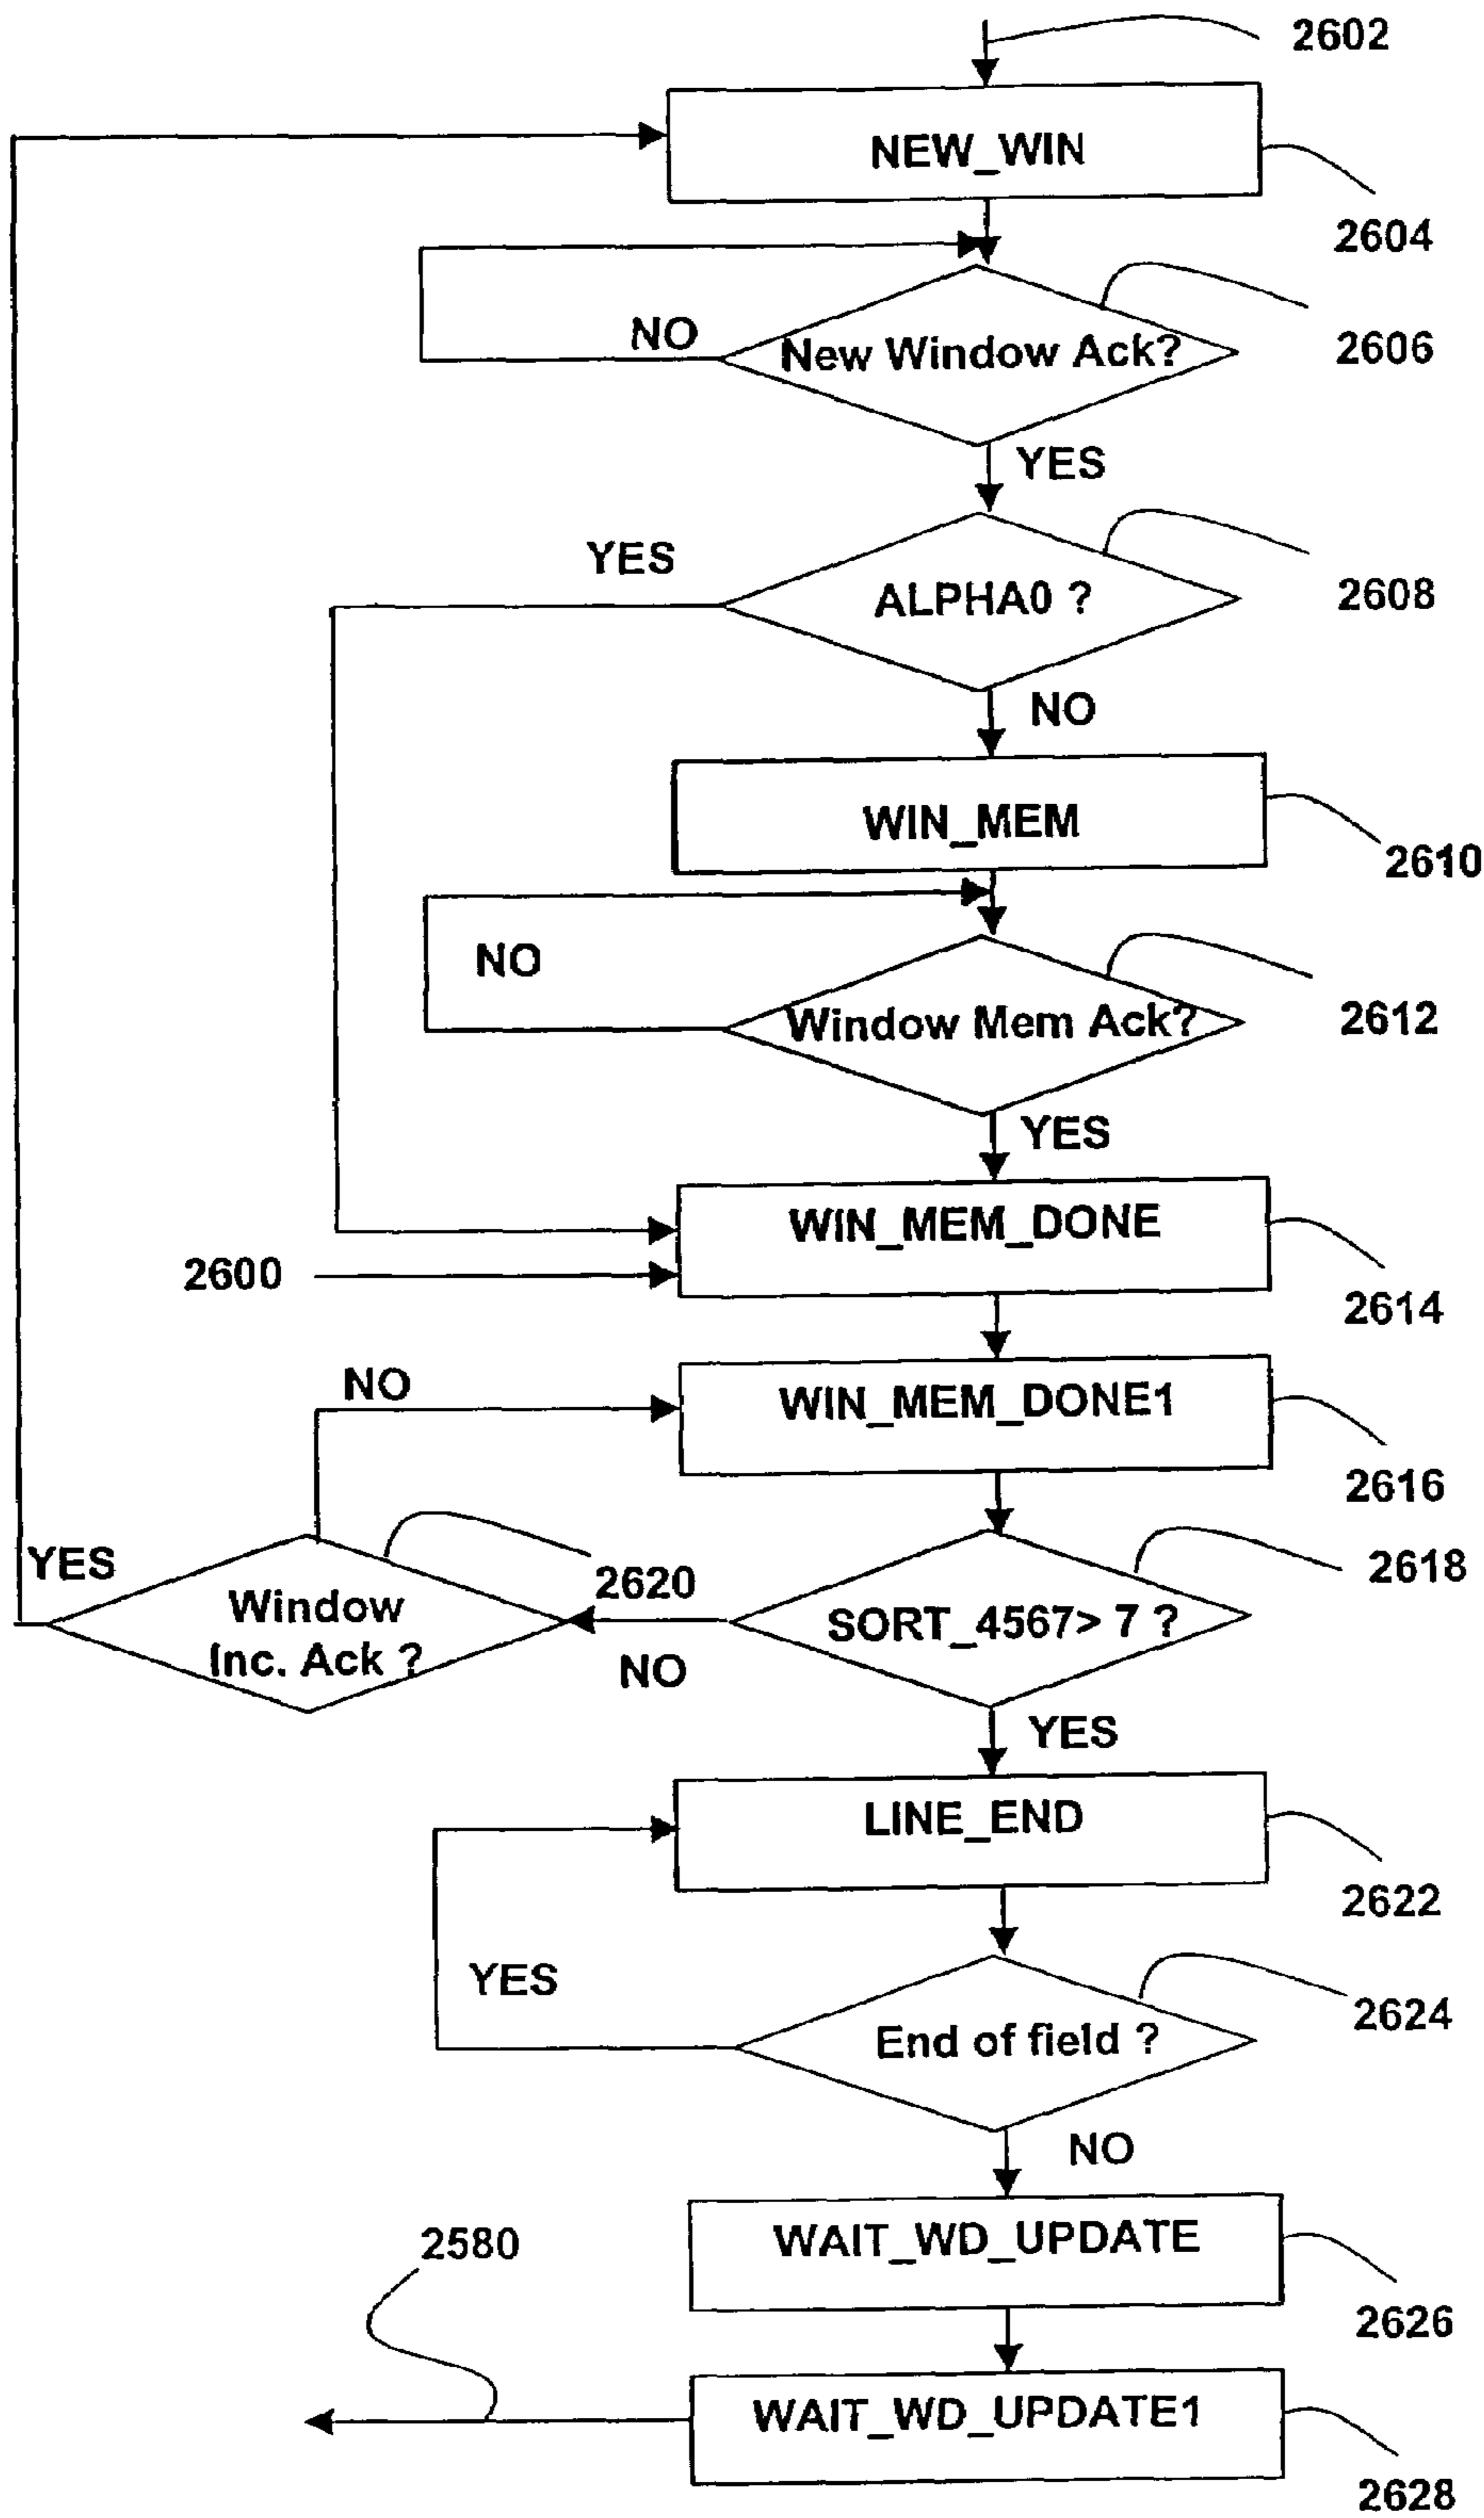 2602
NEW_WIN
2604
NO
New Window Ack?
2606
YES
YES
ALPHA0 ?
2608
NO
WIN_MEM
2610
NO
Window Mem Ack?
2612
YES
WIN_MEM_DONE
2600
2614
NO
WIN_MEM_DONE1
2616
YES
Window
Inc. Ack ?
2620
NO
SORT_4567> 7 ?
2618
YES
LINE_END
2622
YES
End of field ?
2624
NO
WAIT_WD_UPDATE
2580
2626
WAIT_WD_UPDATE1
2628